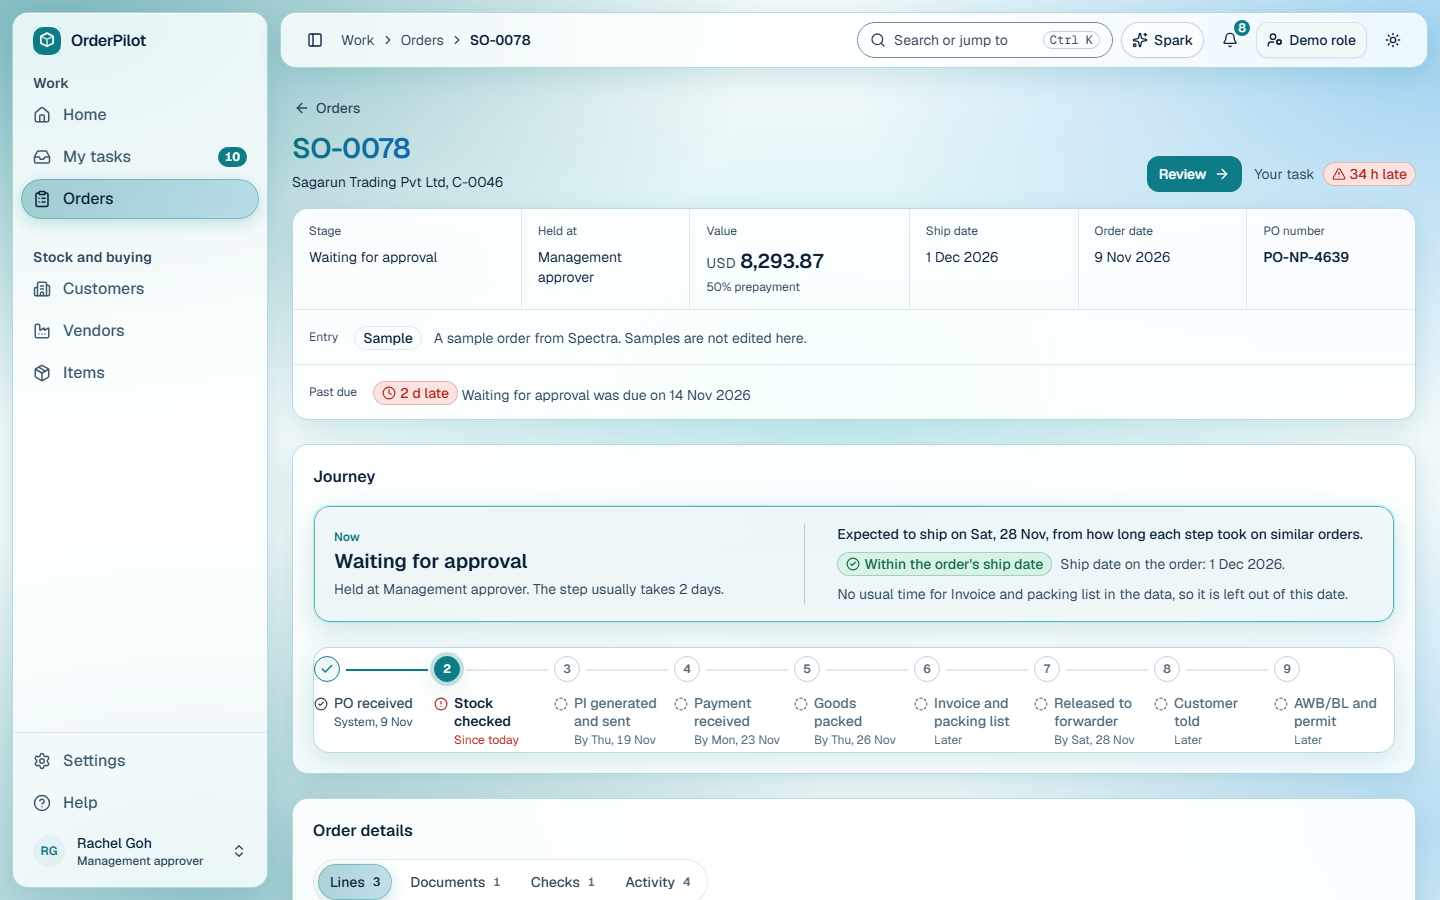 OrderPilot
Work
Home
My tasks 10
Orders
Stock and buying
Customers
Vendors
Items
Settings
Help
RG
Rachel Goh
Management approver
Work > Orders > SO-0078
Search or jump to Ctrl K
Spark
8
Demo role
Orders
SO-0078
Sagarun Trading Pvt Ltd, C-0046
Review
Your task
34 h late
Stage
Waiting for approval
Held at
Management
approver
Value
USD 8,293.87
50% prepayment
Ship date
1 Dec 2026
Order date
9 Nov 2026
PO number
PO-NP-4639
Entry Sample A sample order from Spectra. Samples are not edited here.
Past due 2 d late Waiting for approval was due on 14 Nov 2026
Journey
Now
Waiting for approval
Held at Management approver. The step usually takes 2 days.
Expected to ship on Sat, 28 Nov, from how long each step took on similar orders.
Within the order's ship date Ship date on the order: 1 Dec 2026.
No usual time for Invoice and packing list in the data, so it is left out of this date.
PO received
System, 9 Nov
2
Stock
checked
Since today
3
PI generated
and sent
By Thu, 19 Nov
4
Payment
received
By Mon, 23 Nov
5
Goods
packed
By Thu, 26 Nov
6
Invoice and
packing list
Later
7
Released to
forwarder
By Sat, 28 Nov
8
Customer
told
Later
9
AWB/BL and
permit
Later
Order details
Lines 3 Documents 1 Checks 1 Activity 4